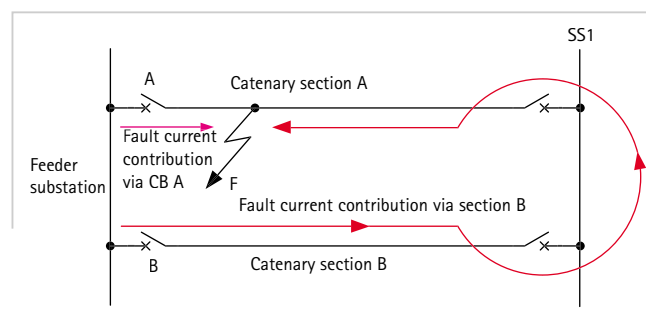 SS1
A
Catenary section A
Fault current
contribution
via CB A
Feeder
substation
F
Fault current contribution via section B
B
Catenary section B